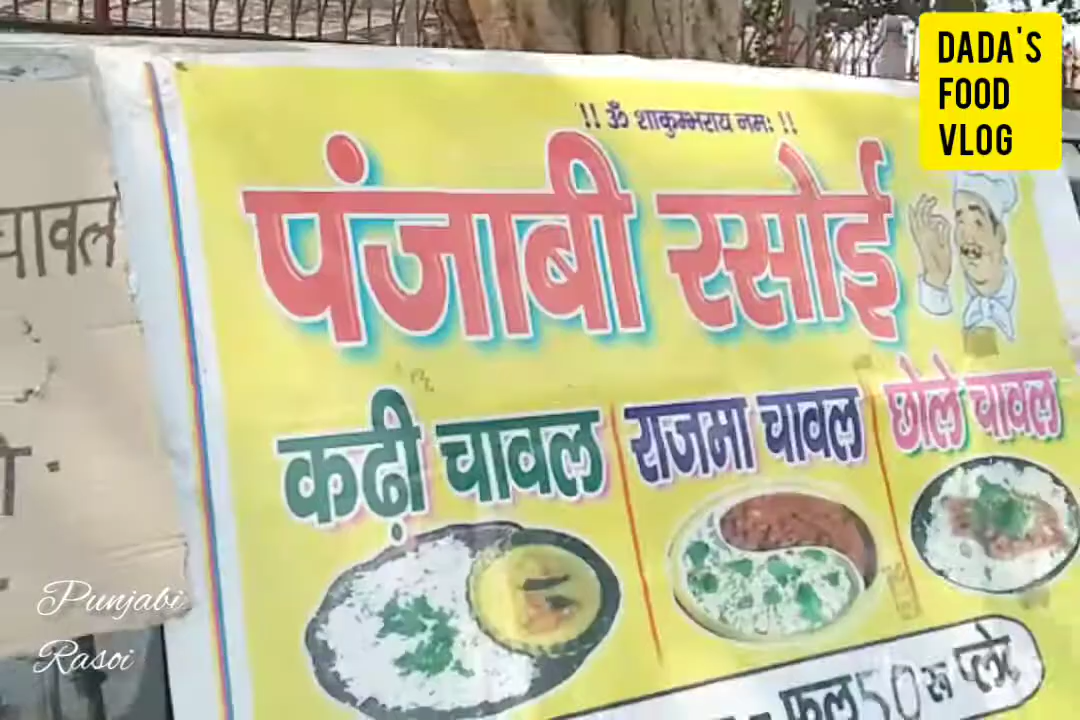 DADA'S
FOOD
VLOG
!! ॐ शाकुम्भराय नमः !!
पंजाबी रसोई
चावल
कढ़ी चावल राजमा चावल छोले चावल
फुल 50 रू प्लेट
Punjabi
Rasoi